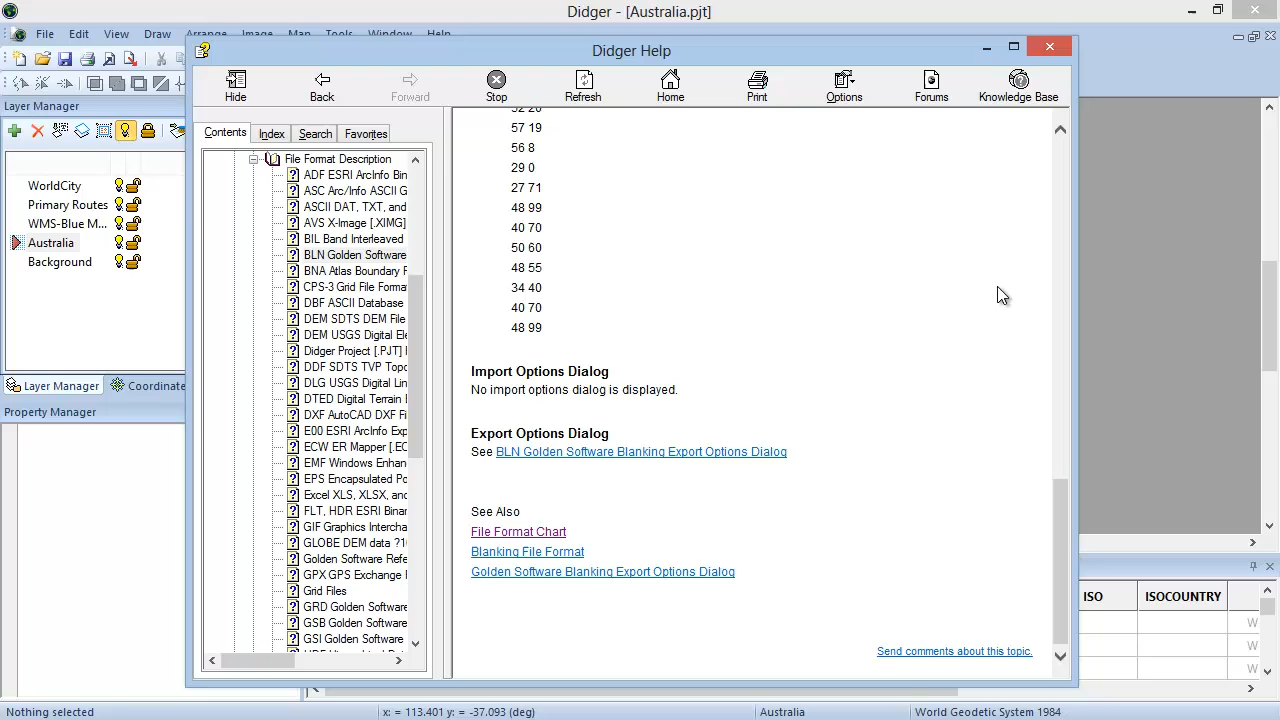 Didger - [Australia.pjt]
File Edit View Draw Arrange Image Map Tools Window Help
Didger Help
Hide Back Forward Stop Refresh Home Print Options Forums Knowledge Base
Layer Manager
Contents Index Search Favorites
WorldCity
Primary Routes
WMS-Blue M...
Australia
Background
Layer Manager Coordinate
Property Manager
File Format Description
ADF ESRI ArcInfo Bin
ASC Arc/Info ASCII G
ASCII DAT, TXT, and
AVS X-Image [.XIMG]
BIL Band Interleaved
BLN Golden Software
BNA Atlas Boundary F
CPS-3 Grid File Forma
DBF ASCII Database
DEM SDTS DEM File
DEM USGS Digital Ele
Didger Project [.PJT]
DDF SDTS TVP Topo
DLG USGS Digital Lin
DTED Digital Terrain
DXF AutoCAD DXF Fi
E00 ESRI ArcInfo Exp
ECW ER Mapper [.EC
EMF Windows Enhan
EPS Encapsulated Po
Excel XLS, XLSX, and
FLT, HDR ESRI Binar
GIF Graphics Intercha
GLOBE DEM data ?10
Golden Software Refe
GPX GPS Exchange
Grid Files
GRD Golden Software
GSB Golden Software
GSI Golden Software
52 26
57 19
56 8
29 0
27 71
48 99
40 70
50 60
48 55
34 40
40 70
48 99
Import Options Dialog
No import options dialog is displayed.
Export Options Dialog
See BLN Golden Software Blanking Export Options Dialog
See Also
File Format Chart
Blanking File Format
Golden Software Blanking Export Options Dialog
Send comments about this topic.
ISO ISOCOUNTRY
W
W
W
Nothing selected x: = 113.401 y: = -37.093 (deg) Australia World Geodetic System 1984